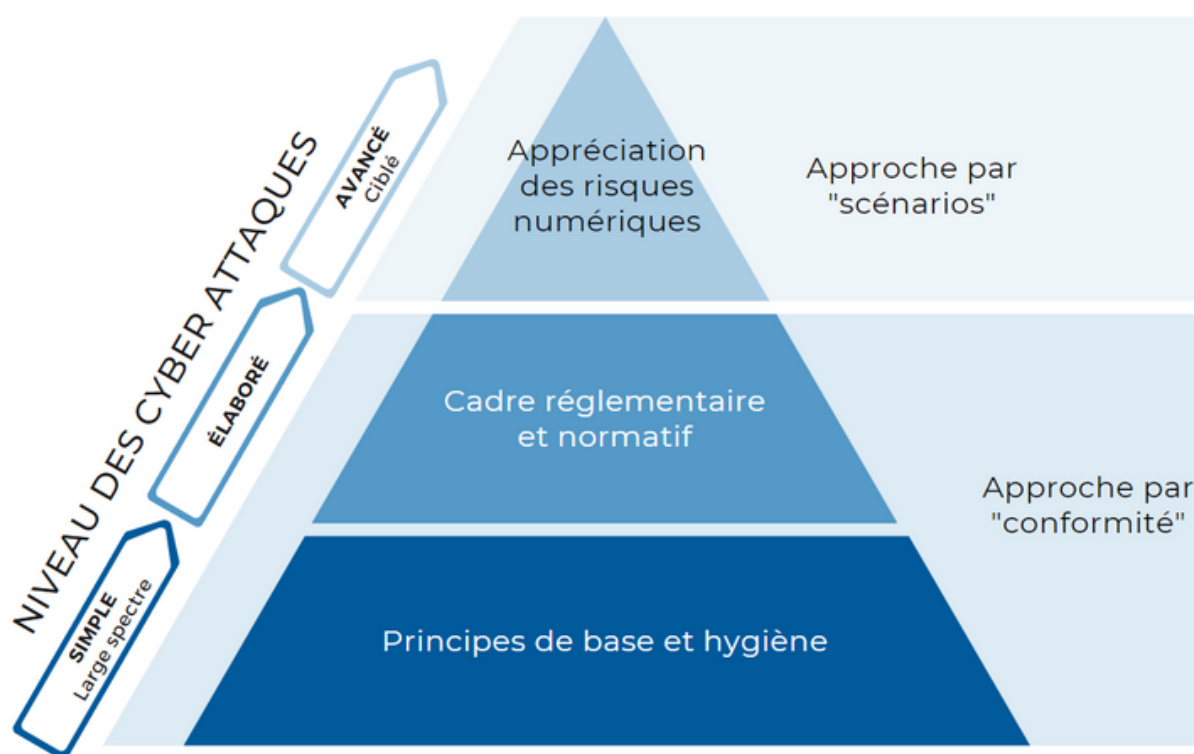 NIVEAU DES CYBER ATTAQUES
AVANCÉ
Ciblé
ÉLABORÉ
SIMPLE
Large spectre
Appréciation
des risques
numériques
Approche par
"scénarios"
Cadre réglementaire
et normatif
Approche par
"conformité"
Principes de base et hygiène